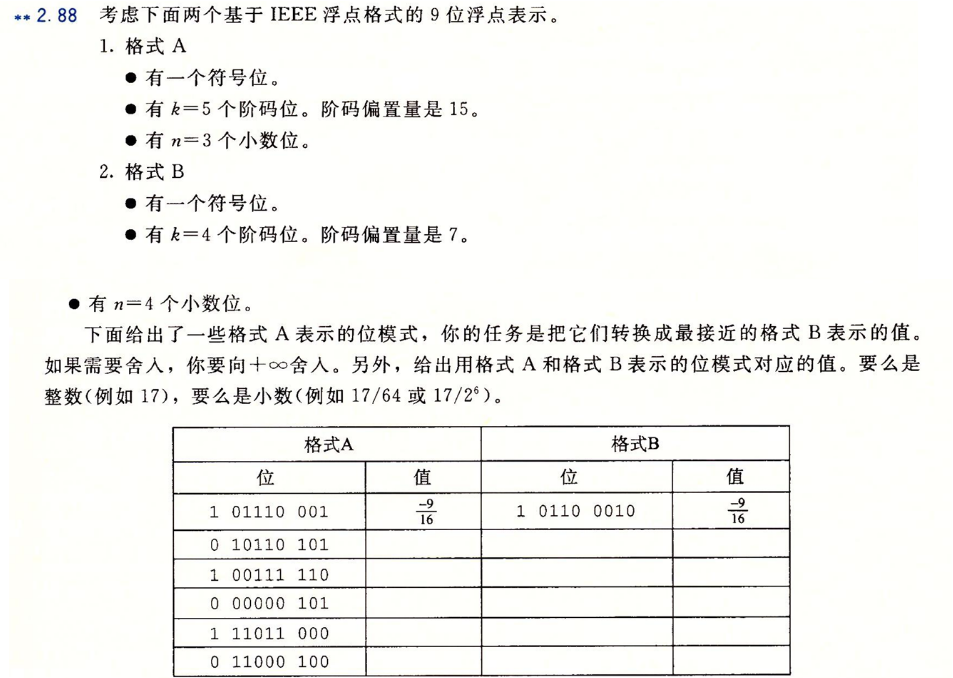 ** 2.88 考虑下面两个基于 IEEE 浮点格式的 9 位浮点表示。
1. 格式 A
● 有一个符号位。
● 有 k=5 个阶码位。阶码偏置量是 15。
● 有 n=3 个小数位。
2. 格式 B
● 有一个符号位。
● 有 k=4 个阶码位。阶码偏置量是 7。
● 有 n=4 个小数位。
下面给出了一些格式 A 表示的位模式，你的任务是把它们转换成最接近的格式 B 表示的值。
如果需要舍入，你要向+∞舍入。另外，给出用格式 A 和格式 B 表示的位模式对应的值。要么是
整数(例如 17)，要么是小数(例如 17/64 或 17/2⁶)。
格式A 格式B
位 值 位 值
1 01110 001 -9/16 1 0110 0010 -9/16
0 10110 101
1 00111 110
0 00000 101
1 11011 000
0 11000 100